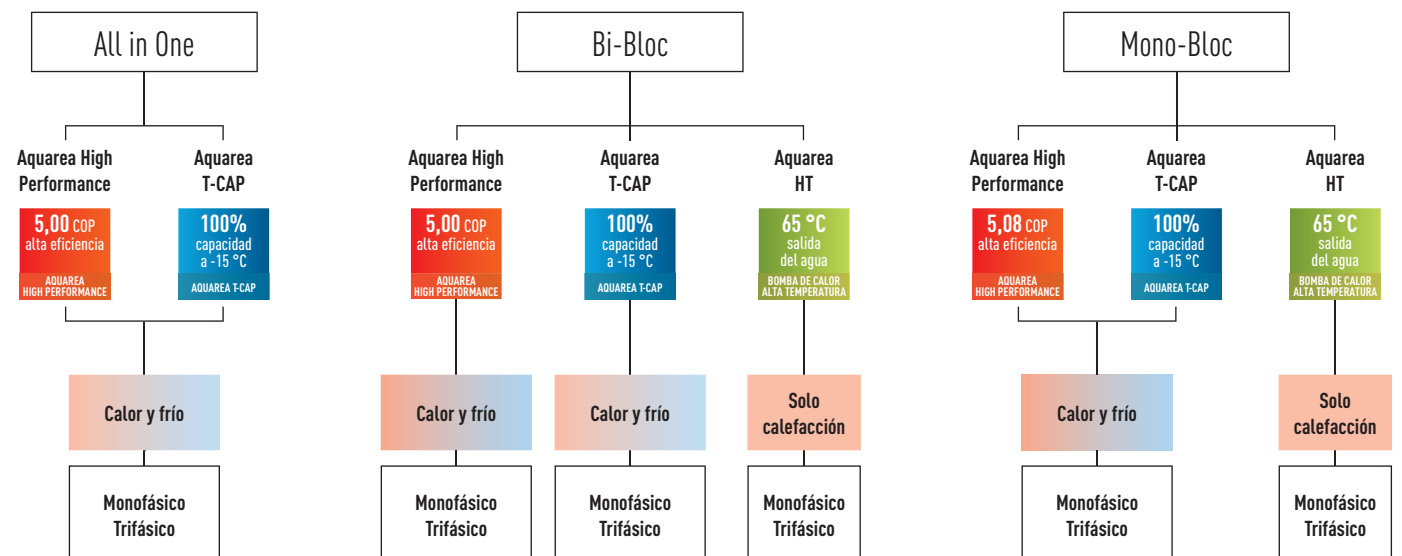 All in One
Aquarea High
Performance
5,00 COP
alta eficiencia
AQUAREA
HIGH PERFORMANCE
Aquarea
T-CAP
100%
capacidad
a -15 °C
AQUAREA T-CAP
Calor y frío
Monofásico
Trifásico
Bi-Bloc
Aquarea High
Performance
5,00 COP
alta eficiencia
AQUAREA
HIGH PERFORMANCE
Calor y frío
Monofásico
Trifásico
Aquarea
T-CAP
100%
capacidad
a -15 °C
AQUAREA T-CAP
Calor y frío
Monofásico
Trifásico
Aquarea
HT
65 °C
salida
del agua
BOMBA DE CALOR
ALTA TEMPERATURA
Solo
calefacción
Monofásico
Trifásico
Mono-Bloc
Aquarea High
Performance
5,08 COP
alta eficiencia
AQUAREA
HIGH PERFORMANCE
Aquarea
T-CAP
100%
capacidad
a -15 °C
AQUAREA T-CAP
Calor y frío
Monofásico
Trifásico
Aquarea
HT
65 °C
salida
del agua
BOMBA DE CALOR
ALTA TEMPERATURA
Solo
calefacción
Monofásico
Trifásico